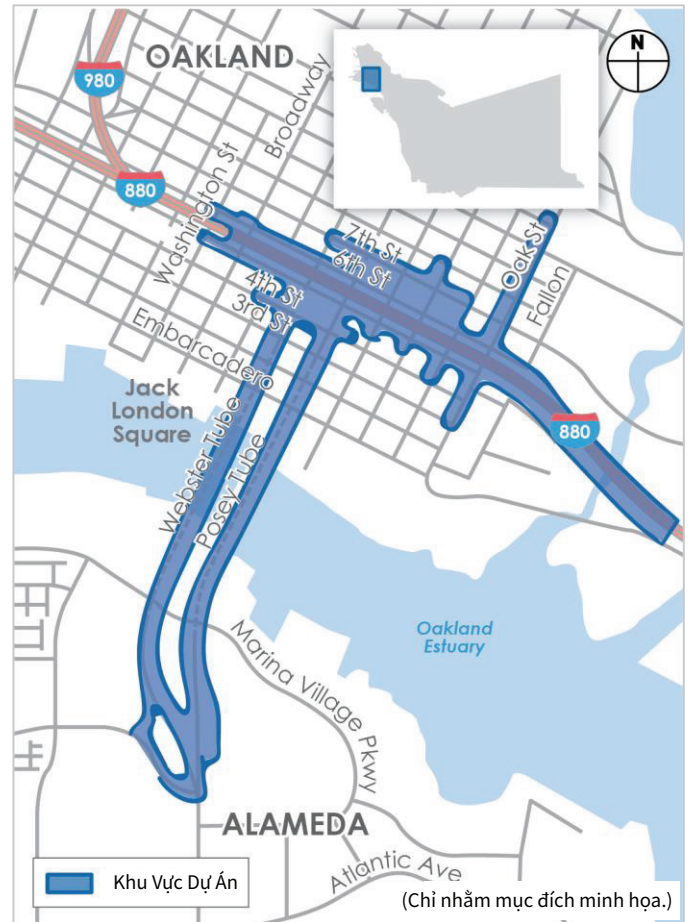 OAKLAND
N
980
Broadway
880
Washington St
7th St
6th St
Oak St
Fallon
4th St
3rd St
Embarcadero
Jack
London
Square
880
Webster Tube
Posey Tube
Oakland
Estuary
Marina Village Pkwy
ALAMEDA
Atlantic Ave
Khu Vực Dự Án
(Chỉ nhằm mục đích minh họa.)